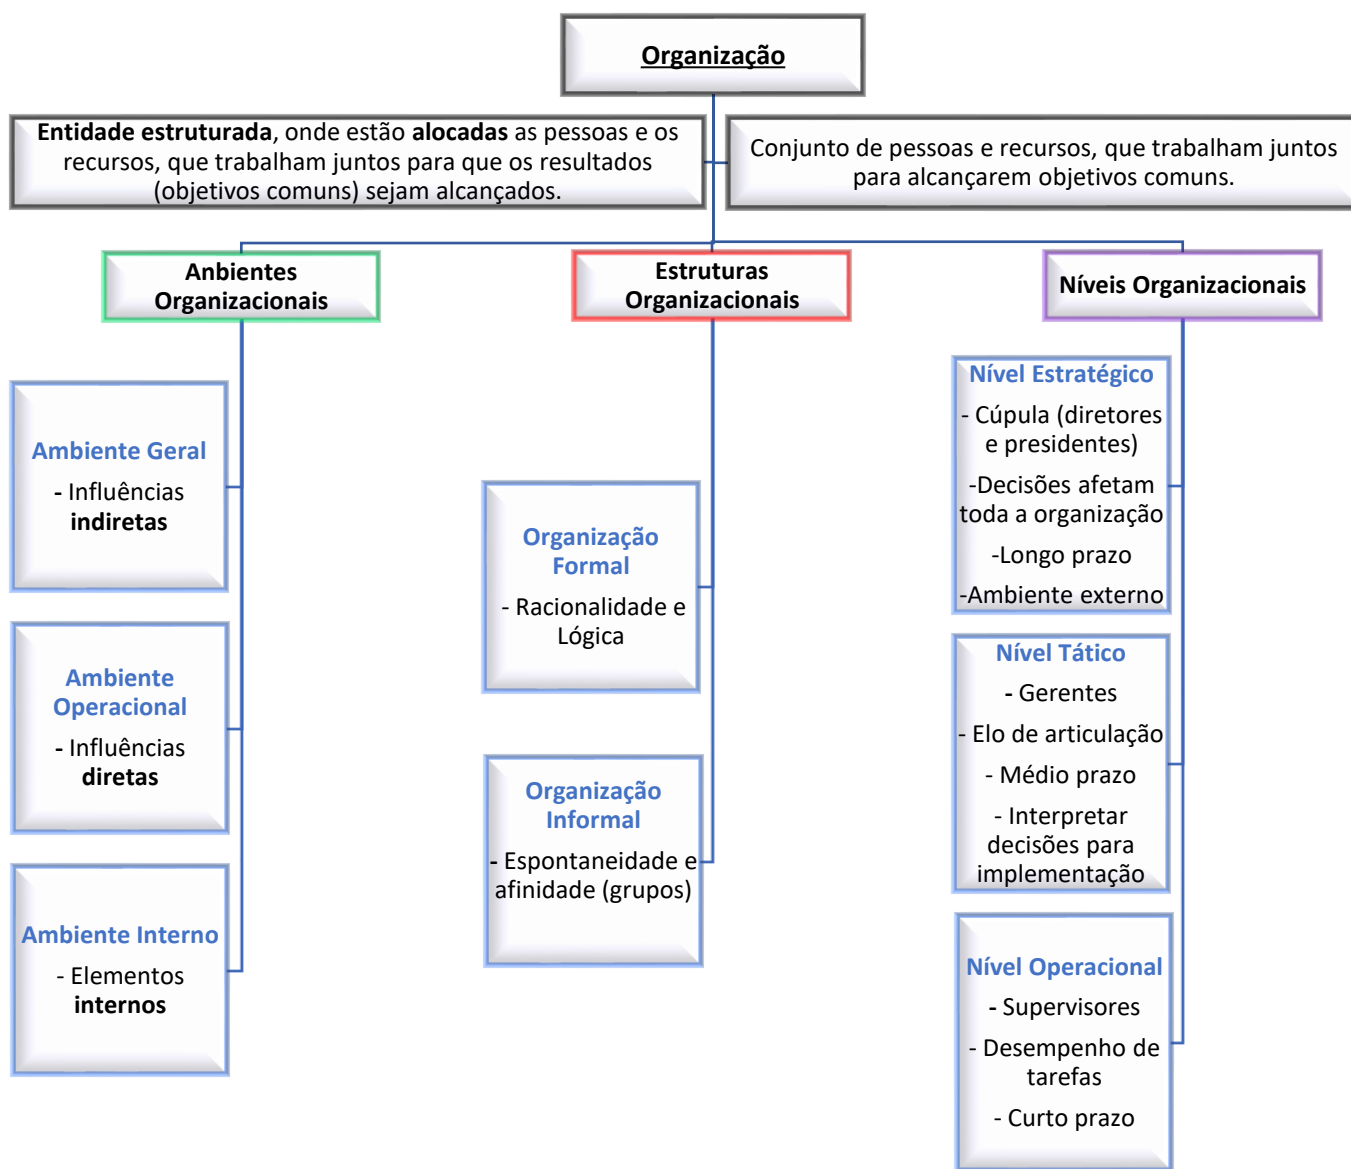 Organização
Entidade estruturada, onde estão alocadas as pessoas e os
recursos, que trabalham juntos para que os resultados
(objetivos comuns) sejam alcançados.
Conjunto de pessoas e recursos, que trabalham juntos
para alcançarem objetivos comuns.
Anbientes
Organizacionais
Ambiente Geral
- Influências
indiretas
Ambiente
Operacional
- Influências
diretas
Ambiente Interno
- Elementos
internos
Estruturas
Organizacionais
Organização
Formal
- Racionalidade e
Lógica
Organização
Informal
- Espontaneidade e
afinidade (grupos)
Níveis Organizacionais
Nível Estratégico
- Cúpula (diretores
e presidentes)
-Decisões afetam
toda a organização
-Longo prazo
-Ambiente externo
Nível Tático
- Gerentes
- Elo de articulação
- Médio prazo
- Interpretar
decisões para
implementação
Nível Operacional
- Supervisores
- Desempenho de
tarefas
- Curto prazo